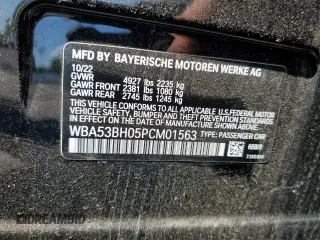 MFD BY BAYERISCHE MOTOREN WERKE AG
10/22
GVWR 4927 lbs 2235 kg
GAWR FRONT 2381 lbs 1080 kg
GAWR REAR 2745 lbs 1245 kg
THIS VEHICLE CONFORMS TO ALL APPLICABLE U.S. FEDERAL MOTOR
VEHICLE SAFETY, BUMPER, AND THEFT PREVENTION STANDARDS IN
EFFECT ON THE DATE OF MANUFACTURE SHOWN ABOVE.
WBA53BH05PCM01563 TYPE: PASSENGER CAR